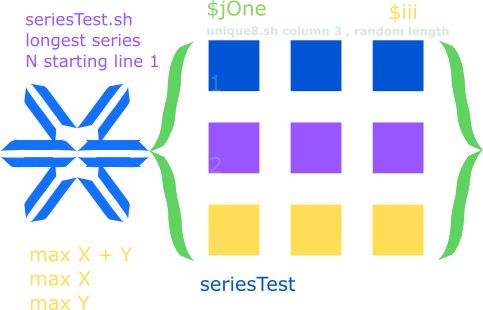 seriesTest.sh
longest series
N starting line 1
$jOne
$iii
unique8.sh column 3 , random length
1
2
max X + Y
max X
max Y
seriesTest